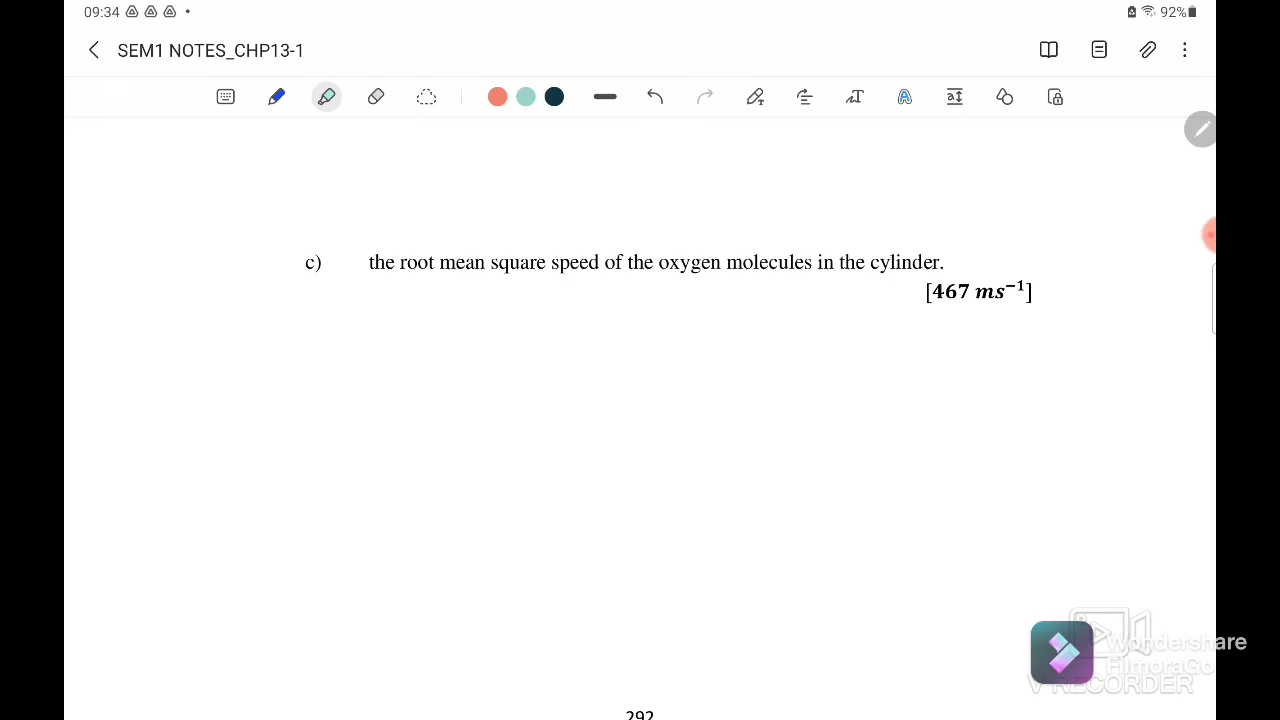 09:34 92%
SEM1 NOTES_CHP13-1
c) the root mean square speed of the oxygen molecules in the cylinder.
[467 ms⁻¹]
Wondershare
FilmoraGo
V RECORDER
292